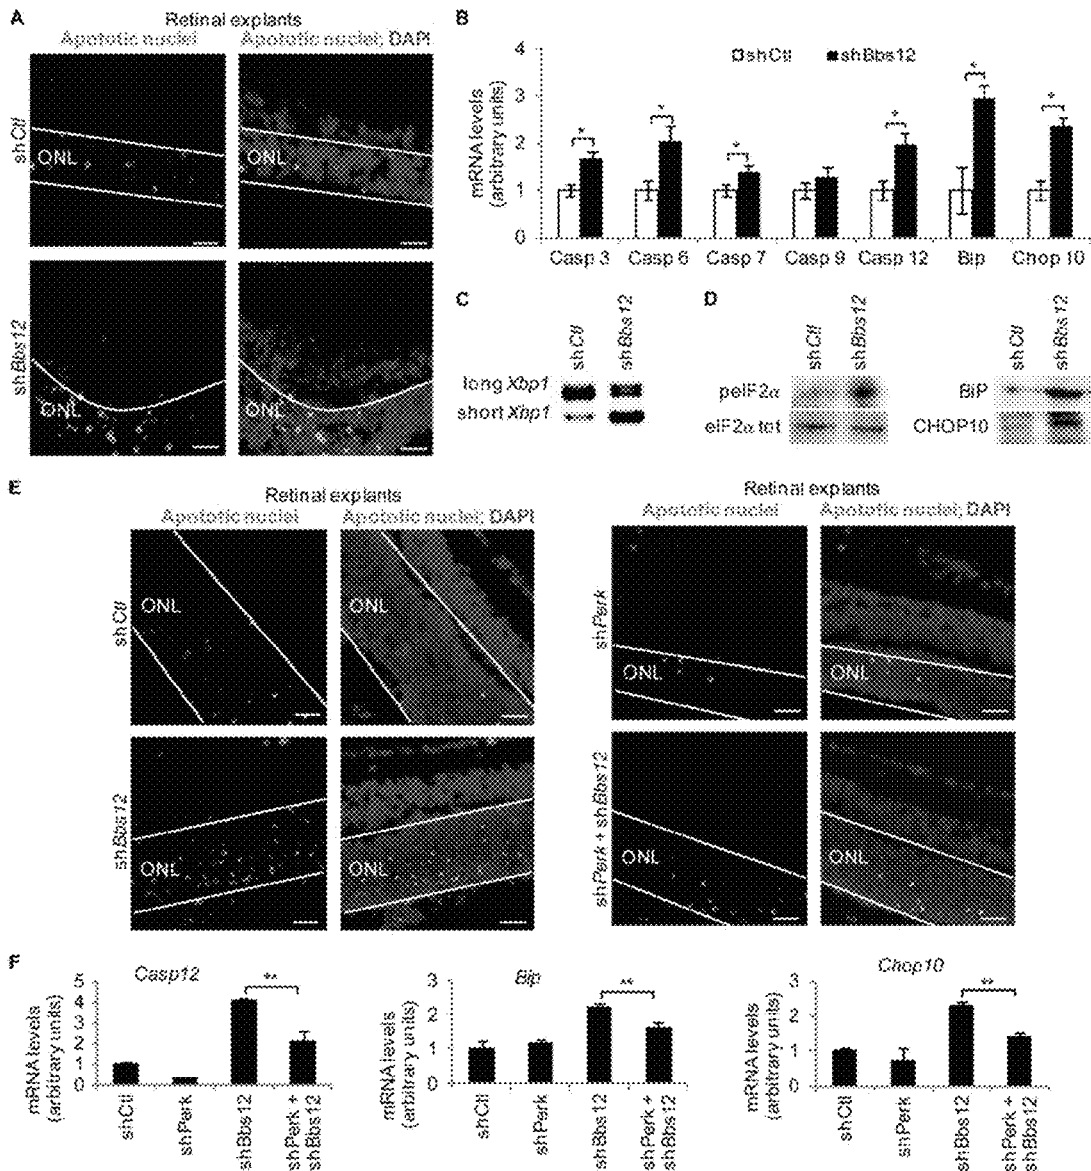 A
Retinal explants
Apototic nuclei Apototic nuclei; DAPI
shCtl
ONL ONL
shBbs12
ONL ONL
B
mRNA levels
(arbitrary units)
4
3
2
1
0
shCtl shBbs12
* * * * * *
Casp 3 Casp 6 Casp 7 Casp 9 Casp 12 Bip Chop 10
C
shCtl shBbs12
long Xbp1
short Xbp1
D
shCtl shBbs12
peIF2α
eIF2α tot
shCtl shBbs12
BiP
CHOP10
E
Retinal explants
Apototic nuclei Apototic nuclei; DAPI
shCtl
ONL ONL
shBbs12
ONL ONL
Retinal explants
Apototic nuclei Apototic nuclei; DAPI
shPerk
ONL ONL
shPerk + shBbs12
ONL ONL
F
Casp12
mRNA levels
(arbitrary units)
5
4
3
2
1
0
**
shCtl
shPerk
shBbs12
shPerk +
shBbs12
Bip
mRNA levels
(arbitrary units)
3
2
1
0
**
shCtl
shPerk
shBbs12
shPerk +
shBbs12
Chop10
mRNA levels
(arbitrary units)
3
2
1
0
**
shCtl
shPerk
shBbs12
shPerk +
shBbs12